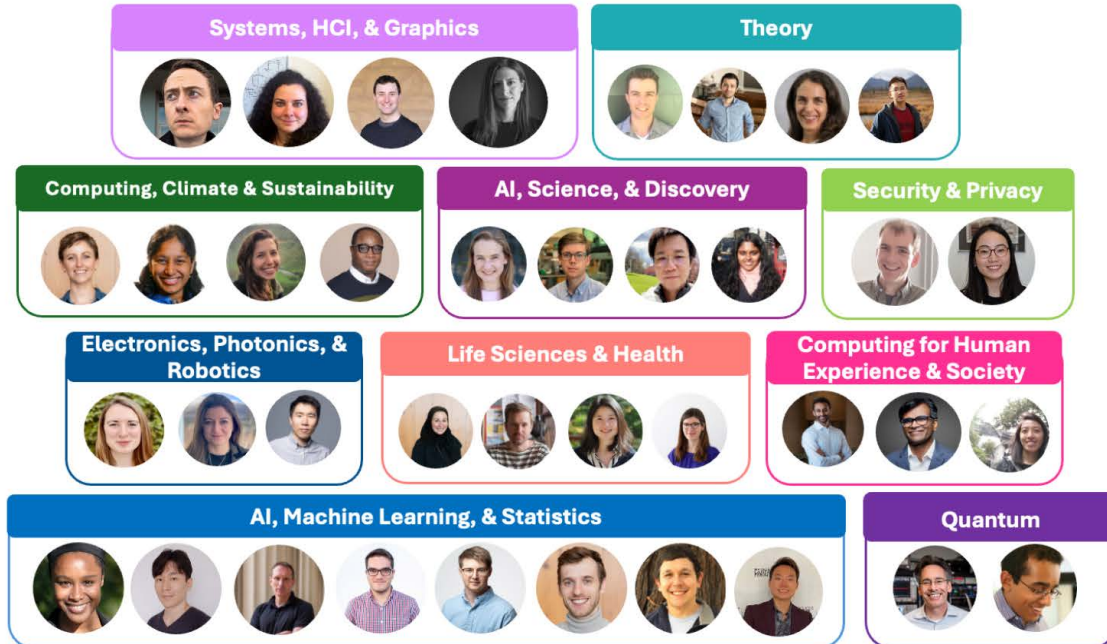 Systems, HCI, & Graphics
Theory
Computing, Climate & Sustainability
AI, Science, & Discovery
Security & Privacy
Electronics, Photonics, &
Robotics
Life Sciences & Health
Computing for Human
Experience & Society
AI, Machine Learning, & Statistics
Quantum